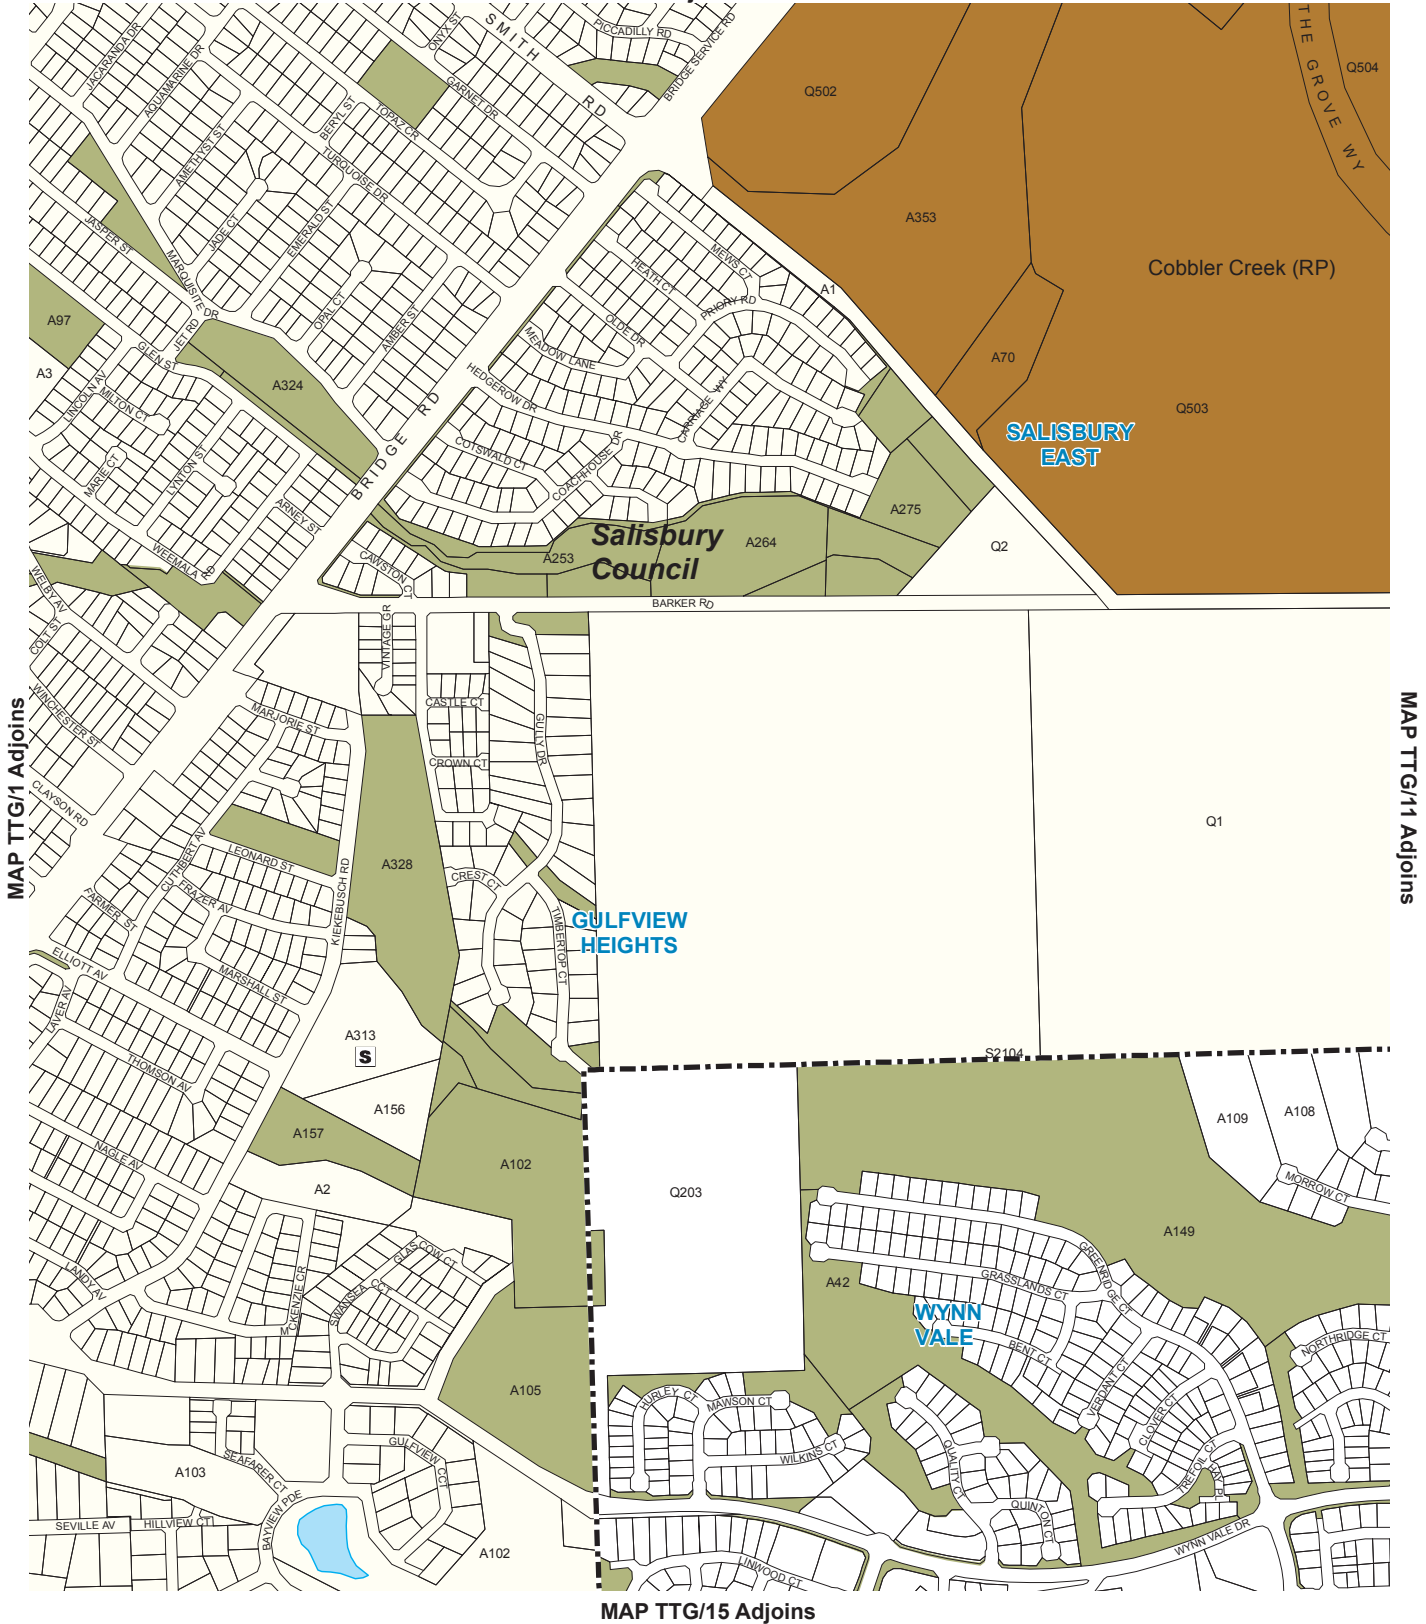 PICCADILLY RD
ONYX ST
SMITH
RD
BRIDGE SERVICE RD
JACARANDA DR
AQUAMARINE DR
GARNET DR
BERYL ST
TOPAZ CR
AMETHYST ST
TURQUOISE DR
JADE CT
EMERALD ST
JASPER ST
MARQUISITE DR
OPAL CT
AMBER ST
JET RD
GLEN ST
A97
A3
A324
LINCOLN AV
MILTON CT
MARIE CT
LYNTON ST
ARNEY ST
WEEMALA
RD
BRIDGE
RD
Q502
Q504
THE GROVE WY
A353
Cobbler Creek (RP)
A70
Q503
SALISBURY
EAST
A1
MEWS CT
HEATH CT
PRIORY RD
OLDE DR
MEADOW LANE
HEDGEROW DR
CARRIAGE WY
COTSWALD CT
COACHHOUSE DR
A275
A253
A264
Q2
Salisbury
Council
CAWSTON CT
BARKER RD
WELBY AV
COLT ST
WINCHESTER ST
CLAYSON RD
VINTAGE GR
CASTLE CT
CROWN CT
GULLY DR
MARJORIE ST
CUTHBERT AV
LEONARD ST
FRAZER AV
KIEKEBUSCH RD
A328
CREST CT
TIMBERTOP CT
GULFVIEW
HEIGHTS
Q1
MAP TTG/1 Adjoins
MAP TTG/11 Adjoins
FARMER ST
ELLIOTT AV
MARSHALL ST
LAVER AV
THOMSON AV
A313
S
A156
A157
NAGLE AV
A2
A102
S2104
Q203
A109
A108
MORROW CT
A149
A42
GREENRIDGE CT
GRASSLANDS CT
WYNN
VALE
BENT CT
VERDANT CT
CLOVER CT
TREFOIL CT
HAY PL
NORTHRIDGE CT
LANDY AV
MCKENZIE CR
SWANSEA CCT
GLASCOW CT
A105
HURLEY CT
MAWSON CT
WILKINS CT
QUALITY CT
QUINTON CT
WYNN VALE DR
LINWOOD CT
A103
SEAFARER CT
GULFVIEW CCT
BAYVIEW PDE
SEVILLE AV
HILLVIEW CT
A102
MAP TTG/15 Adjoins